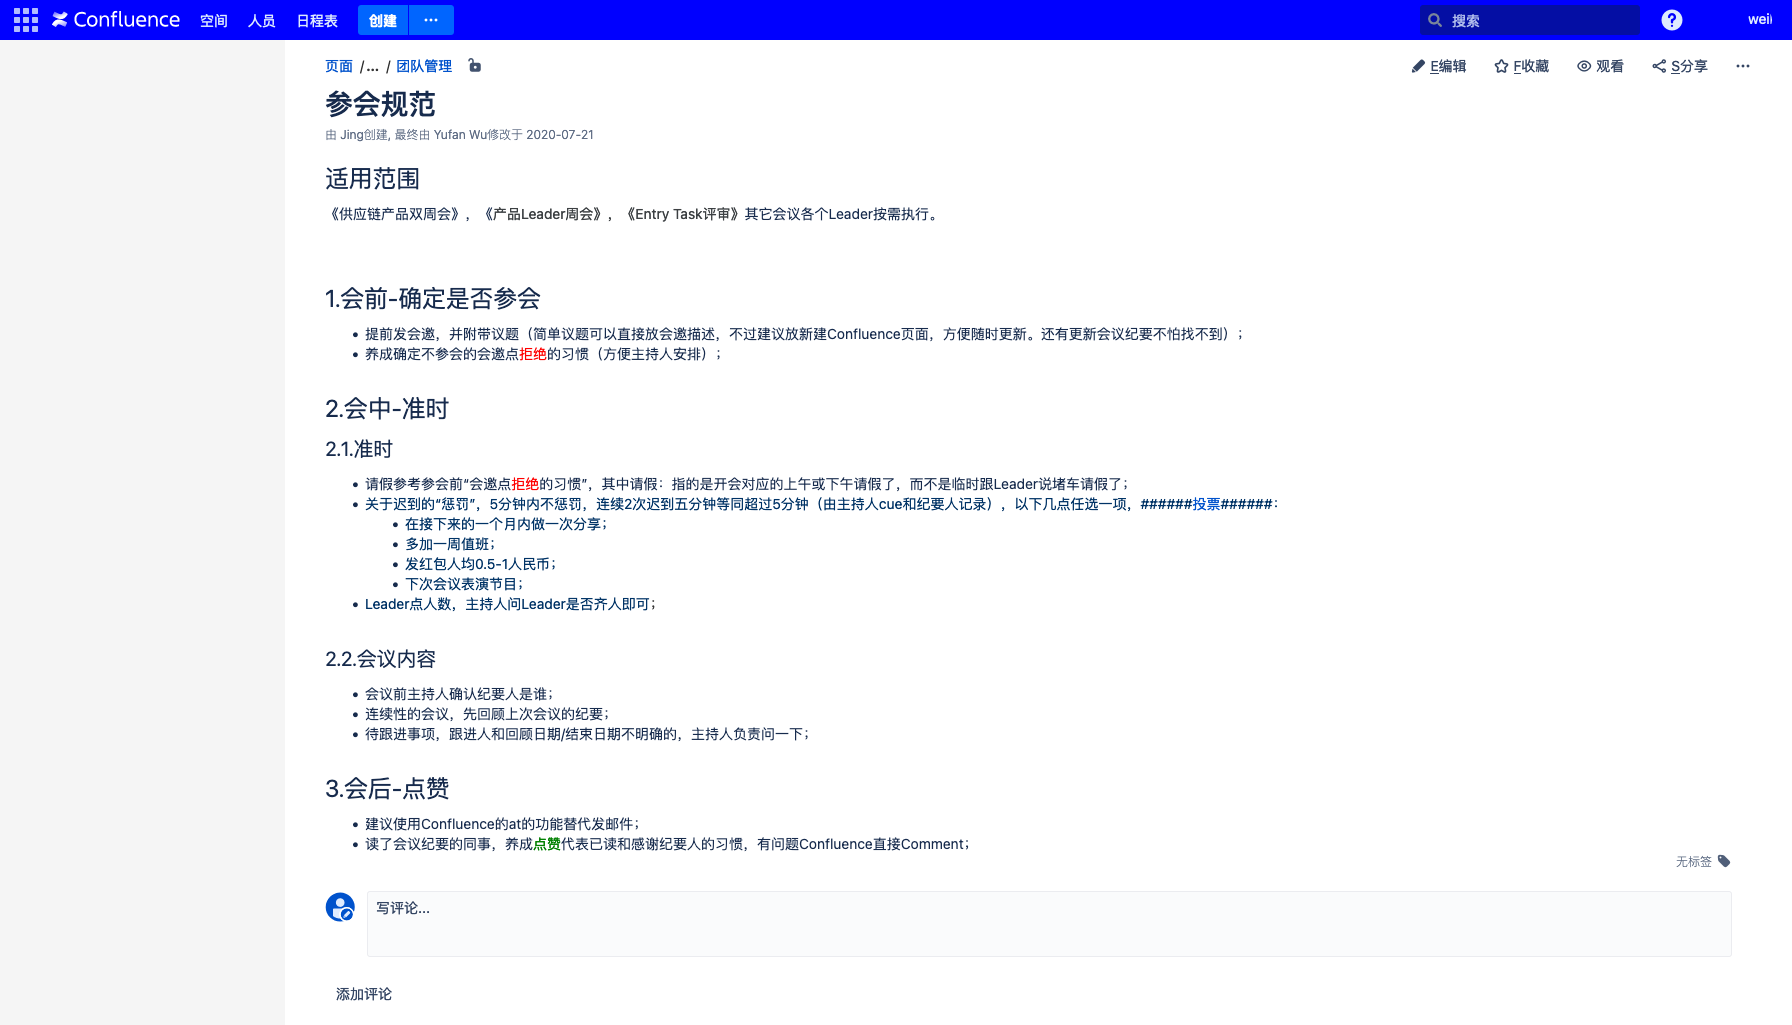 Confluence 空间 人员 日程表 创建 ··· 搜索 ? wei
页面 /... / 团队管理
E编辑 F收藏 观看 S分享 ···
参会规范
由 Jing创建, 最终由 Yufan Wu修改于 2020-07-21
适用范围
《供应链产品双周会》，《产品Leader周会》，《Entry Task评审》其它会议各个Leader按需执行。
1.会前-确定是否参会
• 提前发会邀，并附带议题（简单议题可以直接放会邀描述，不过建议放新建Confluence页面，方便随时更新。还有更新会议纪要不怕找不到）；
• 养成确定不参会的会邀点拒绝的习惯（方便主持人安排）；
2.会中-准时
2.1.准时
• 请假参考参会前“会邀点拒绝的习惯”，其中请假：指的是开会对应的上午或下午请假了，而不是临时跟Leader说堵车请假了；
• 关于迟到的“惩罚”，5分钟内不惩罚，连续2次迟到五分钟等同超过5分钟（由主持人cue和纪要人记录），以下几点任选一项，######投票######：
• 在接下来的一个月内做一次分享；
• 多加一周值班；
• 发红包人均0.5-1人民币；
• 下次会议表演节目；
• Leader点人数，主持人问Leader是否齐人即可；
2.2.会议内容
• 会议前主持人确认纪要人是谁；
• 连续性的会议，先回顾上次会议的纪要；
• 待跟进事项，跟进人和回顾日期/结束日期不明确的，主持人负责问一下；
3.会后-点赞
• 建议使用Confluence的at的功能替代发邮件；
• 读了会议纪要的同事，养成点赞代表已读和感谢纪要人的习惯，有问题Confluence直接Comment；
无标签
写评论...
添加评论